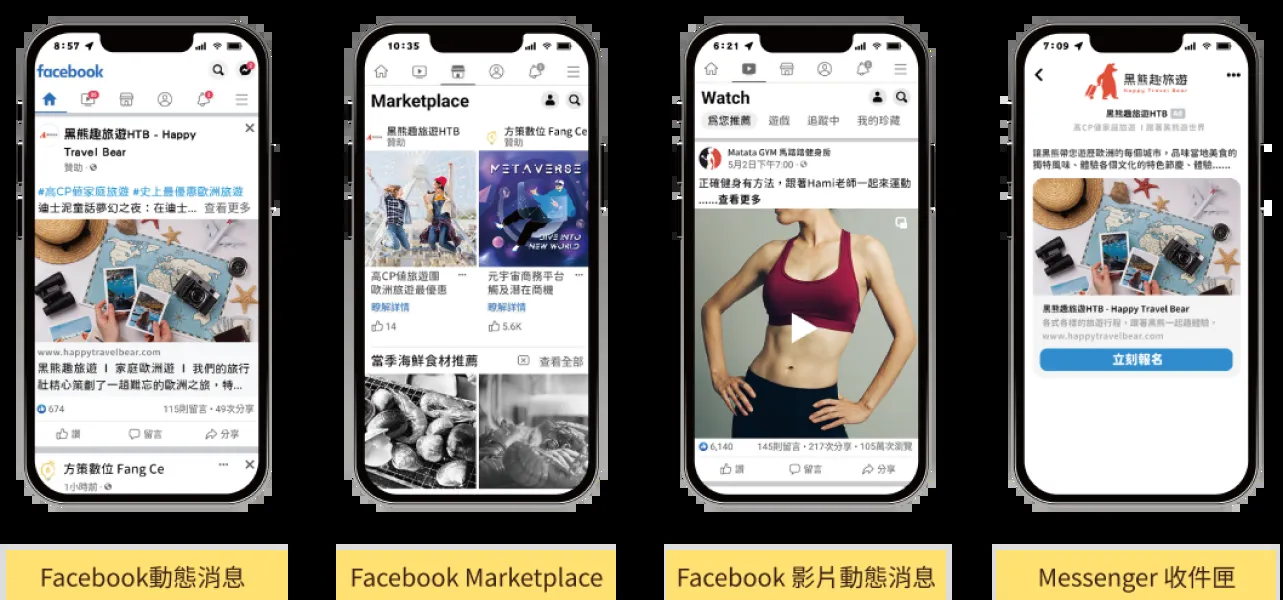 8:57
facebook
黑熊趣旅遊HTB - Happy
Travel Bear
贊助
#高CP値家庭旅遊 #史上最優惠歐洲旅遊
迪士泥童話夢幻之夜：在迪士... 查看更多
www.happytravelbear.com
黑熊趣旅遊 I 家庭歐洲遊 I 我們的旅行
社精心策劃了一趟難忘的歐洲之旅，特...
674
115則留言・49次分享
讚
留言
分享
方策數位 Fang Ce
1小時前
Facebook動態消息
10:35
Marketplace
黑熊趣旅遊HTB
贊助
方策數位 Fang Ce
贊助
METAVERSE
DIVE INTO
NEW WORLD
高CP値旅遊團
歐洲旅遊最優惠
瞭解詳情
14
元宇宙商務平台
觸及潛在商機
瞭解詳情
5.6K
當季海鮮食材推薦
查看全部
Facebook Marketplace
6:21
Watch
為您推薦 遊戲 追蹤中 我的珍藏
Matata GYM 馬踏踏健身房
5月2日下午7:00
正確健身有方法，跟著Hami老師一起來運動
......查看更多
6,140
145則留言・217次分享・105萬次瀏覽
讚
留言
分享
Facebook 影片動態消息
7:09
黑熊趣旅遊
Happy Travel Bear
黑熊趣旅遊HTB Ad
高CP値家庭旅遊 I 跟著黑熊遊世界
讓黑熊帶您遊歷歐洲的每個城市，品味當地美食的
獨特風味、體驗各個文化的特色節慶、體驗......
黑熊趣旅遊HTB - Happy Travel Bear
各式各樣的旅遊行程，跟著黑熊一起趣體驗。
www.happytravelbear.com
立刻報名
Messenger 收件匣